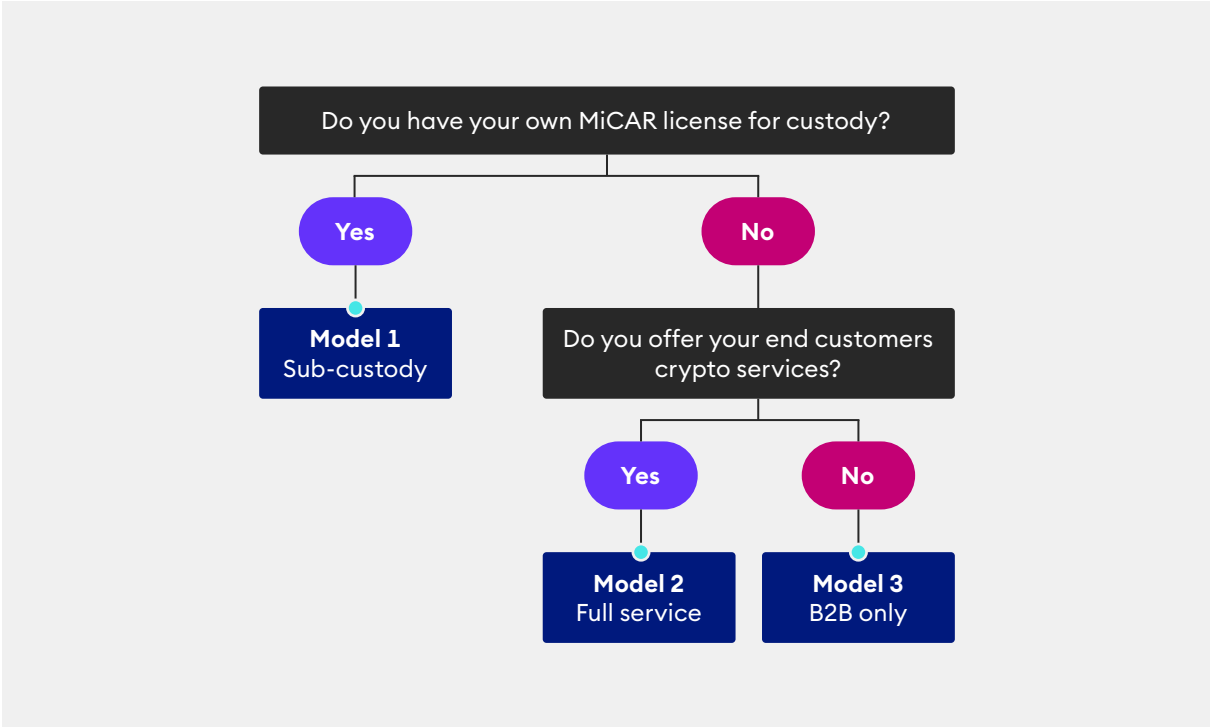 Do you have your own MiCAR license for custody?
Yes
No
Model 1
Sub-custody
Do you offer your end customers
crypto services?
Yes
No
Model 2
Full service
Model 3
B2B only